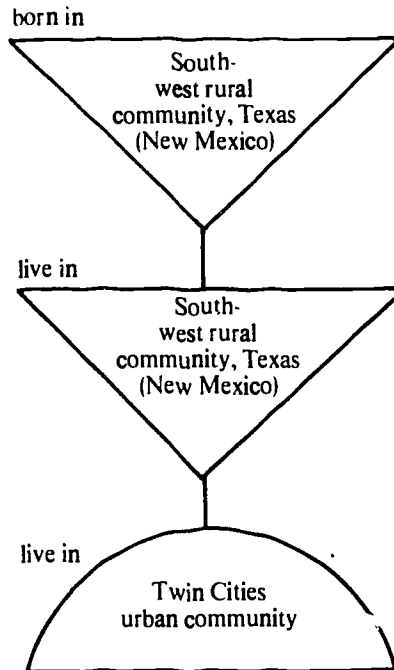 born in
South-
west rural
community, Texas
(New Mexico)
live in
South-
west rural
community, Texas
(New Mexico)
live in
Twin Cities
urban community